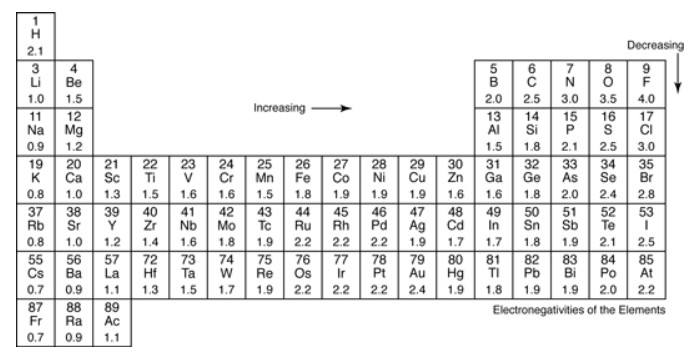 1
H
2.1
Decreasing
3 4 5 6 7 8 9
Li Be B C N O F
1.0 1.5 2.0 2.5 3.0 3.5 4.0
Increasing
11 12 13 14 15 16 17
Na Mg Al Si P S Cl
0.9 1.2 1.5 1.8 2.1 2.5 3.0
19 20 21 22 23 24 25 26 27 28 29 30 31 32 33 34 35
K Ca Sc Ti V Cr Mn Fe Co Ni Cu Zn Ga Ge As Se Br
0.8 1.0 1.3 1.5 1.6 1.6 1.5 1.8 1.9 1.9 1.9 1.6 1.6 1.8 2.0 2.4 2.8
37 38 39 40 41 42 43 44 45 46 47 48 49 50 51 52 53
Rb Sr Y Zr Nb Mo Tc Ru Rh Pd Ag Cd In Sn Sb Te I
0.8 1.0 1.2 1.4 1.6 1.8 1.9 2.2 2.2 2.2 1.9 1.7 1.7 1.8 1.9 2.1 2.5
55 56 57 72 73 74 75 76 77 78 79 80 81 82 83 84 85
Cs Ba La Hf Ta W Re Os Ir Pt Au Hg Tl Pb Bi Po At
0.7 0.9 1.1 1.3 1.5 1.7 1.9 2.2 2.2 2.2 2.4 1.9 1.8 1.9 1.9 2.0 2.2
87 88 89
Fr Ra Ac
0.7 0.9 1.1
Electronegativities of the Elements